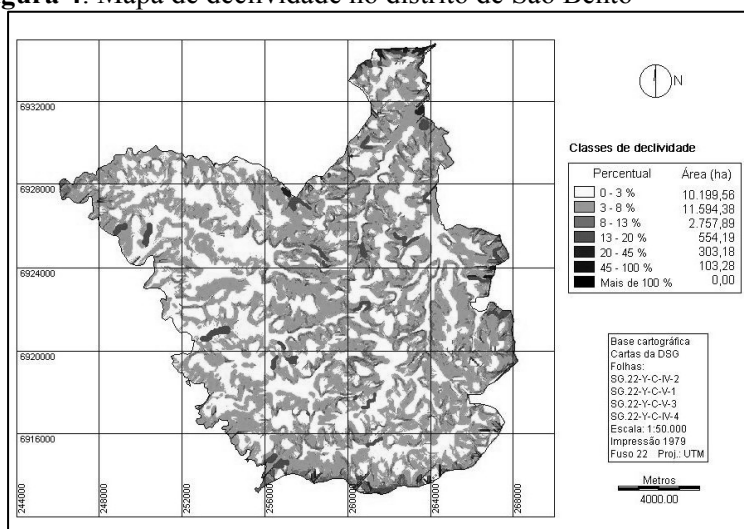 gura 4. Mapa de declividade no distrito de São Bento
N
6932000
6928000
6924000
6920000
6916000
244000
248000
252000
256000
260000
264000
268000
Classes de declividade
Percentual Área (ha)
0 - 3 % 10.199,56
3 - 8 % 11.594,38
8 - 13 % 2.757,89
13 - 20 % 554,19
20 - 45 % 303,18
45 - 100 % 103,28
Mais de 100 % 0,00
Base cartográfica
Cartas da DSG
Folhas:
SG.22-Y-C-IV-2
SG.22-Y-C-V-1
SG.22-Y-C-V-3
SG.22-Y-C-IV-4
Escala: 1:50.000
Impressão 1979
Fuso 22 Proj.: UTM
Metros
4000.00